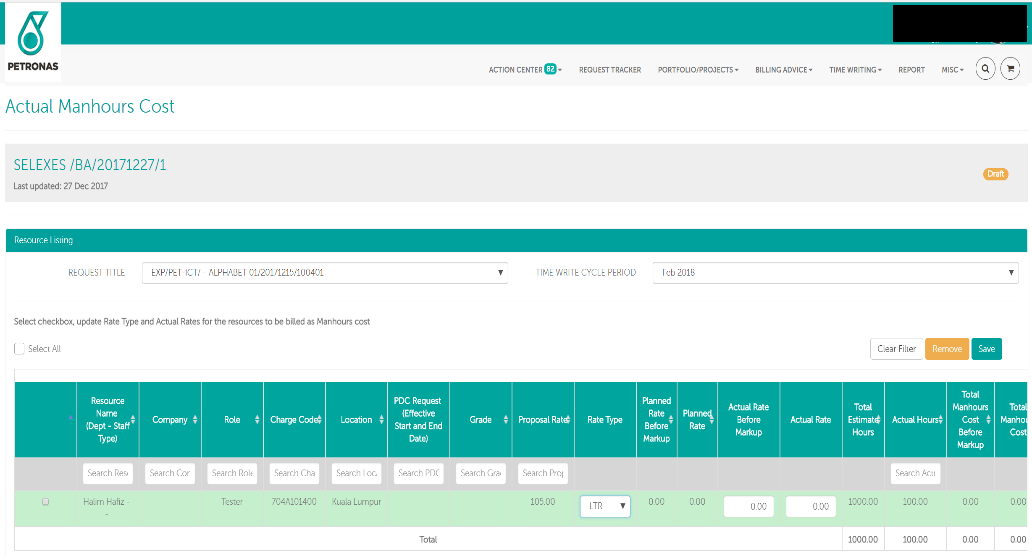 PETRONAS
ACTION CENTER 82
REQUEST TRACKER
PORTFOLIO/PROJECTS
BILLING ADVICE
TIME WRITING
REPORT
MISC
Actual Manhours Cost
SELEXES /BA/20171227/1
Last updated: 27 Dec 2017
Draft
Resource Lisiing
REQUEST TITLE
EXP/PET-ICT/ - ALPHABET 01/201/1215/100401
TIME WRITE CYCLE PERIOD
Feb 2018
Select checkbox, update Rate Type and Actual Rates for the resources to be billed as Manhours cost
Select All
Clear Filter
Remove
Save
Resource
Name
(Dept - Staff
Type)
Company
Role
Charge Code
Location
PDC Request
(Effective
Start and End
Date)
Grade
Proposal Rate
Rate Type
Planned
Rate
Before
Markup
Planned
Rate
Actual Rate
Before
Markup
Actual Rate
Total
Estimate
Hours
Actual Hours
Total
Manhours
Cost
Before
Markup
Total
Manhou
Cost
Search Res
Search Cor
Search Role
Search Cha
Search Loca
Search PDC
Search Grac
Search Proj
Search Actu
Halim Hafiz -
-
Tester
704A101400
Kuala Lumpur
105.00
LTR
0.00
0.00
0.00
0.00
1000.00
100.00
0.00
0.00
Total
1000.00
100.00
0.00
0.00